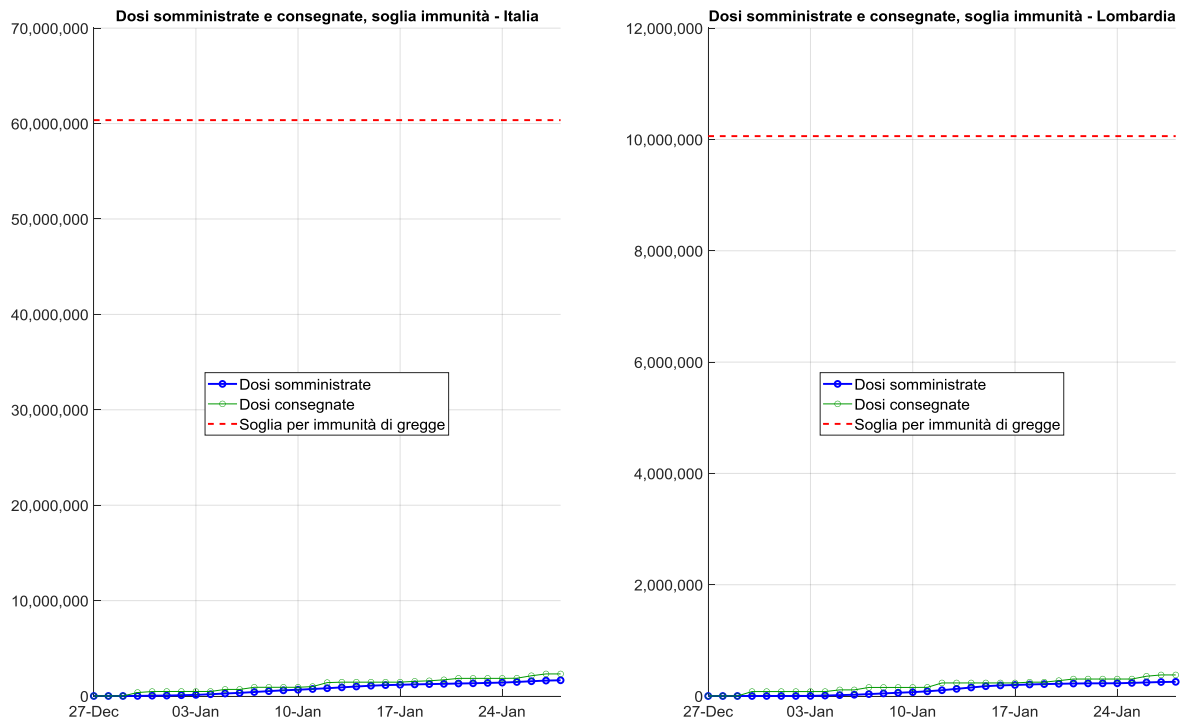 Dosi somministrate e consegnate, soglia immunità - Italia
70,000,000
60,000,000
50,000,000
40,000,000
30,000,000
20,000,000
10,000,000
0
27-Dec
03-Jan
10-Jan
17-Jan
24-Jan
Dosi somministrate
Dosi consegnate
Soglia per immunità di gregge
Dosi somministrate e consegnate, soglia immunità - Lombardia
12,000,000
10,000,000
8,000,000
6,000,000
4,000,000
2,000,000
0
27-Dec
03-Jan
10-Jan
17-Jan
24-Jan
Dosi somministrate
Dosi consegnate
Soglia per immunità di gregge